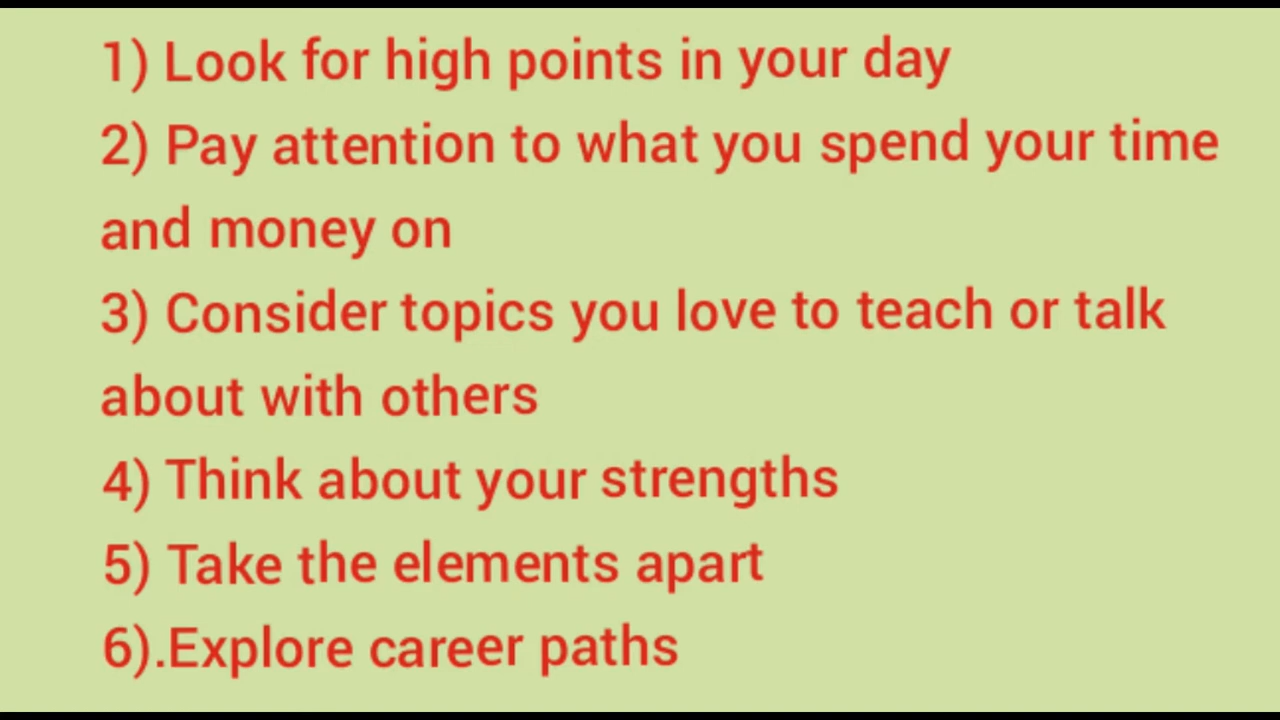 1) Look for high points in your day
2) Pay attention to what you spend your time
and money on
3) Consider topics you love to teach or talk
about with others
4) Think about your strengths
5) Take the elements apart
6).Explore career paths